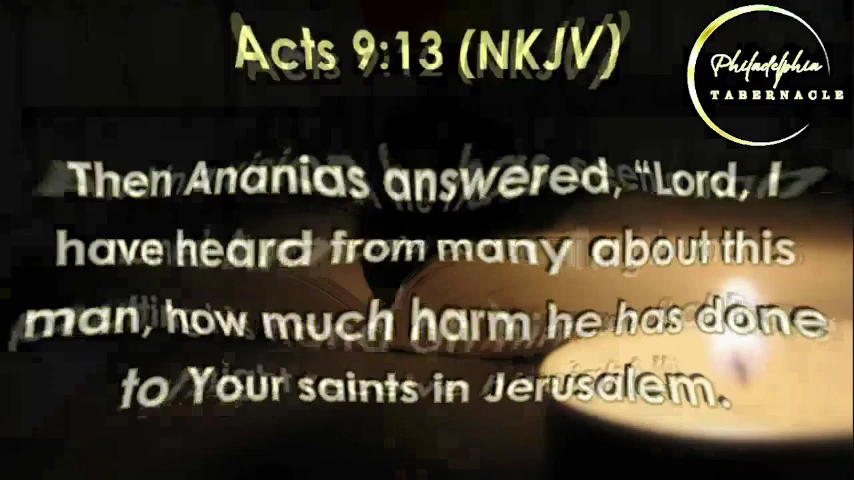 Acts 9:13 (NKJV)
Philadelphia
TABERNACLE
Then Ananias answered, “Lord, I
have heard from many about this
man, how much harm he has done
to Your saints in Jerusalem.